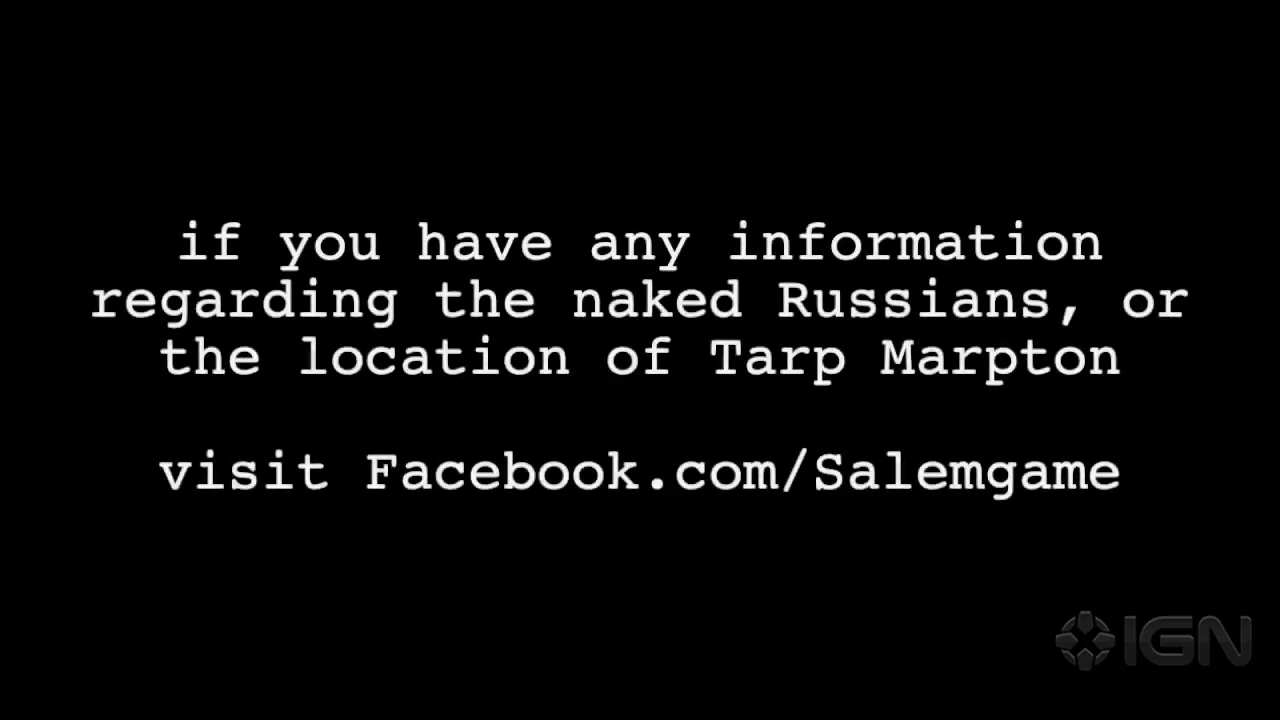 if you have any information
regarding the naked Russians, or
the location of Tarp Marpton
visit Facebook.com/Salemgame
IGN